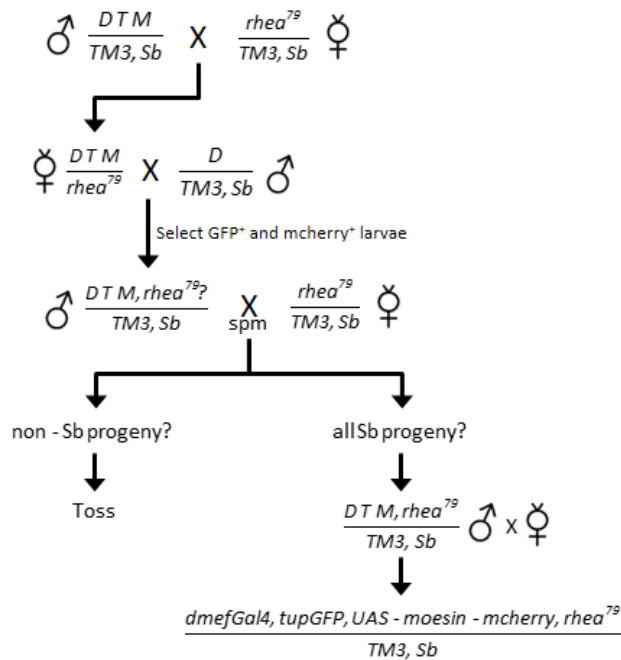 ♂ D T M / TM3, Sb X rhea⁷⁹ / TM3, Sb ☿
☿ D T M / rhea⁷⁹ X D / TM3, Sb ♂
Select GFP⁺ and mcherry⁺ larvae
♂ D T M, rhea⁷⁹? / TM3, Sb X rhea⁷⁹ / TM3, Sb ☿
spm
non - Sb progeny? all Sb progeny?
Toss
D T M, rhea⁷⁹ / TM3, Sb ♂ x ☿
dmefGal4, tupGFP, UAS - moesin - mcherry, rhea⁷⁹
TM3, Sb